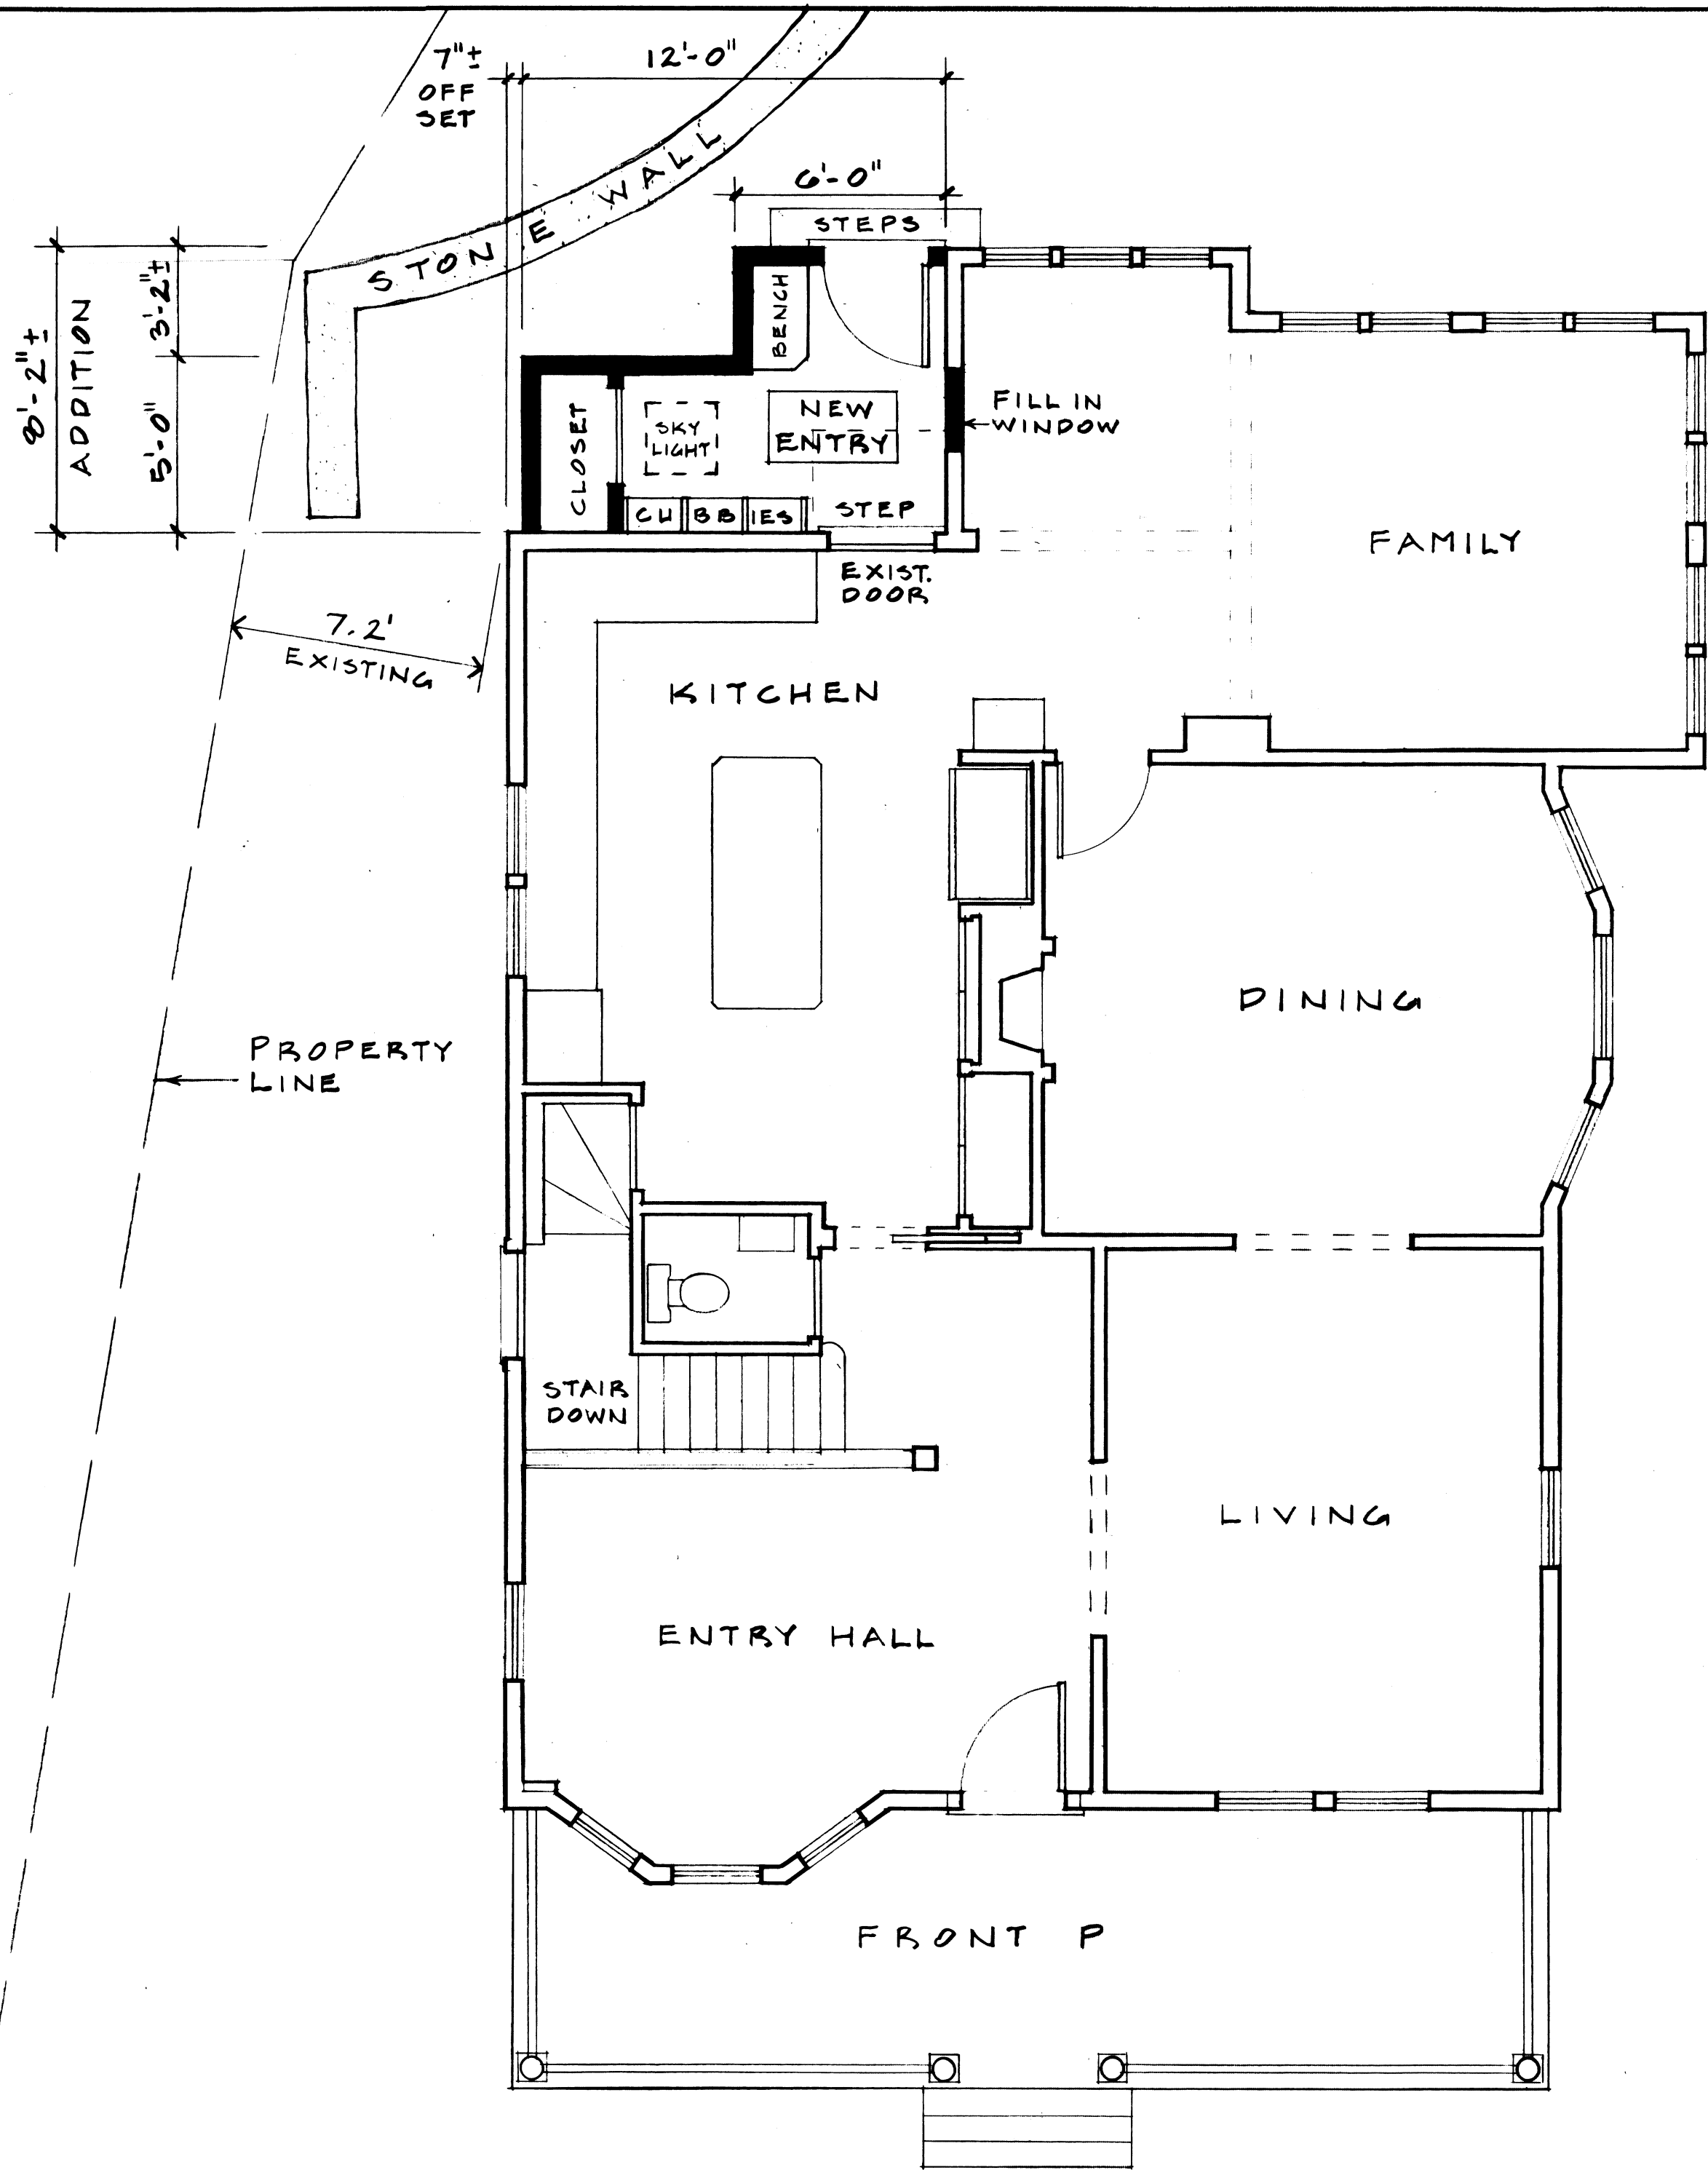 7"±
OFF
SET
12'-0"
6'-0"
STONE WALL
STEPS
8'-2"±
ADDITION
3'-2"±
5'-0"
BENCH
CLOSET
SKY
LIGHT
NEW
ENTRY
FILL IN
WINDOW
CUBBIES
STEP
EXIST.
DOOR
FAMILY
7.2'
EXISTING
KITCHEN
DINING
PROPERTY
LINE
STAIR
DOWN
LIVING
ENTRY HALL
FRONT P